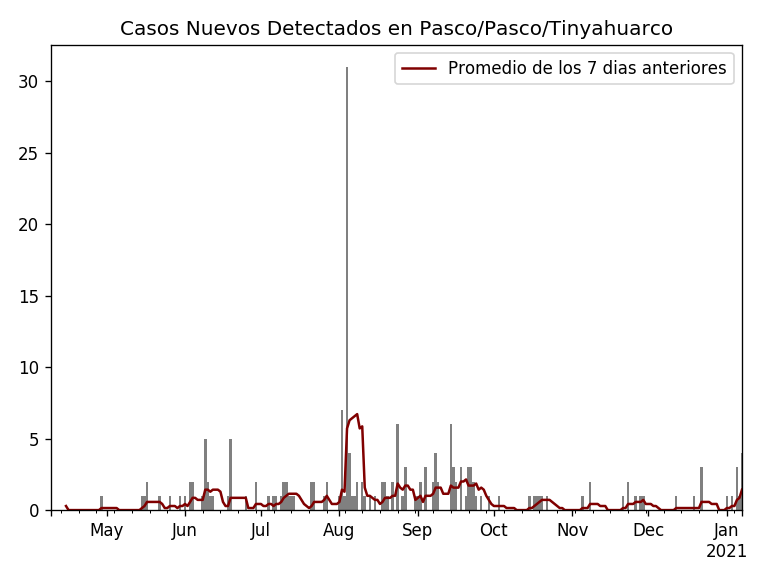 Casos Nuevos Detectados en Pasco/Pasco/Tinyahuarco
Promedio de los 7 dias anteriores
30
25
20
15
10
5
0
May Jun Jul Aug Sep Oct Nov Dec Jan
2021